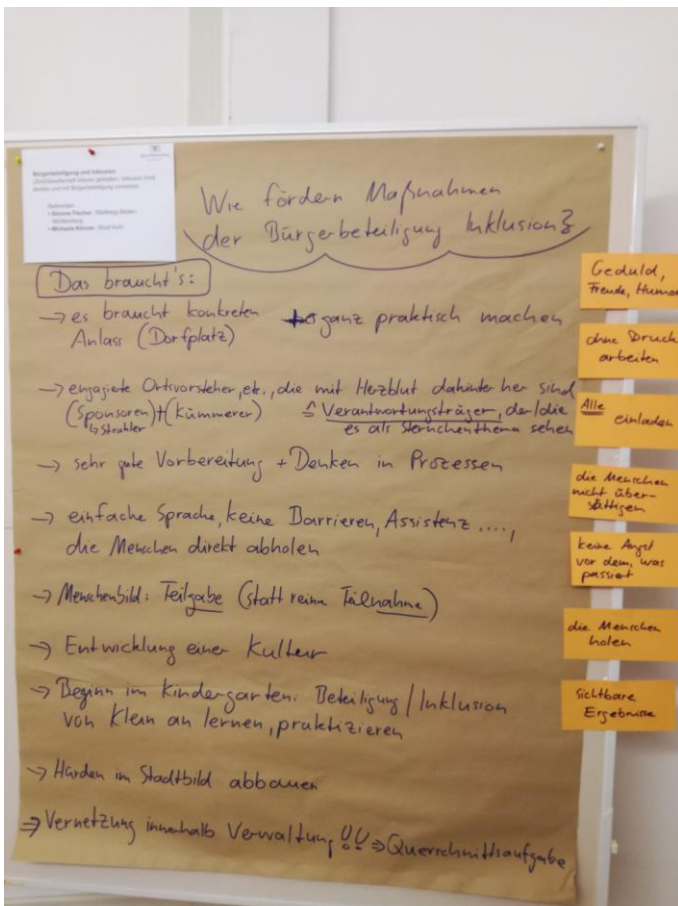 Bürgerbeteiligung und Inklusion
Referenten
Wie fördern Maßnahmen
der Bürgerbeteiligung Inklusion?
Das braucht's:
→ es braucht konkreten → ganz praktisch machen
Anlass (Dorfplatz)
→ engagierte Ortsvorsteher, etc., die mit Herzblut dahinter her sind
(Sponsoren)+(Kümmerer) ≙ Verantwortungsträger, der/die
↳ Strahler es als Sternchenthema sehen
→ sehr gute Vorbereitung + Denken in Prozessen
→ einfache Sprache, keine Barrieren, Assistenz ....,
die Menschen direkt abholen
→ Menschenbild: Teilgabe (statt reine Teilnahme)
→ Entwicklung einer Kultur
→ Beginn im Kindergarten: Beteiligung/Inklusion
von Klein an lernen, praktizieren
→ Hürden im Stadtbild abbauen
⇒ Vernetzung innerhalb Verwaltung !! ⇒ Querschnittsaufgabe
Geduld,
Freude, Humor
ohne Druck
arbeiten
Alle
einladen
die Menschen
nicht über-
sättigen
keine Angst
vor dem, was
passiert
die Menschen
holen
sichtbare
Ergebnisse